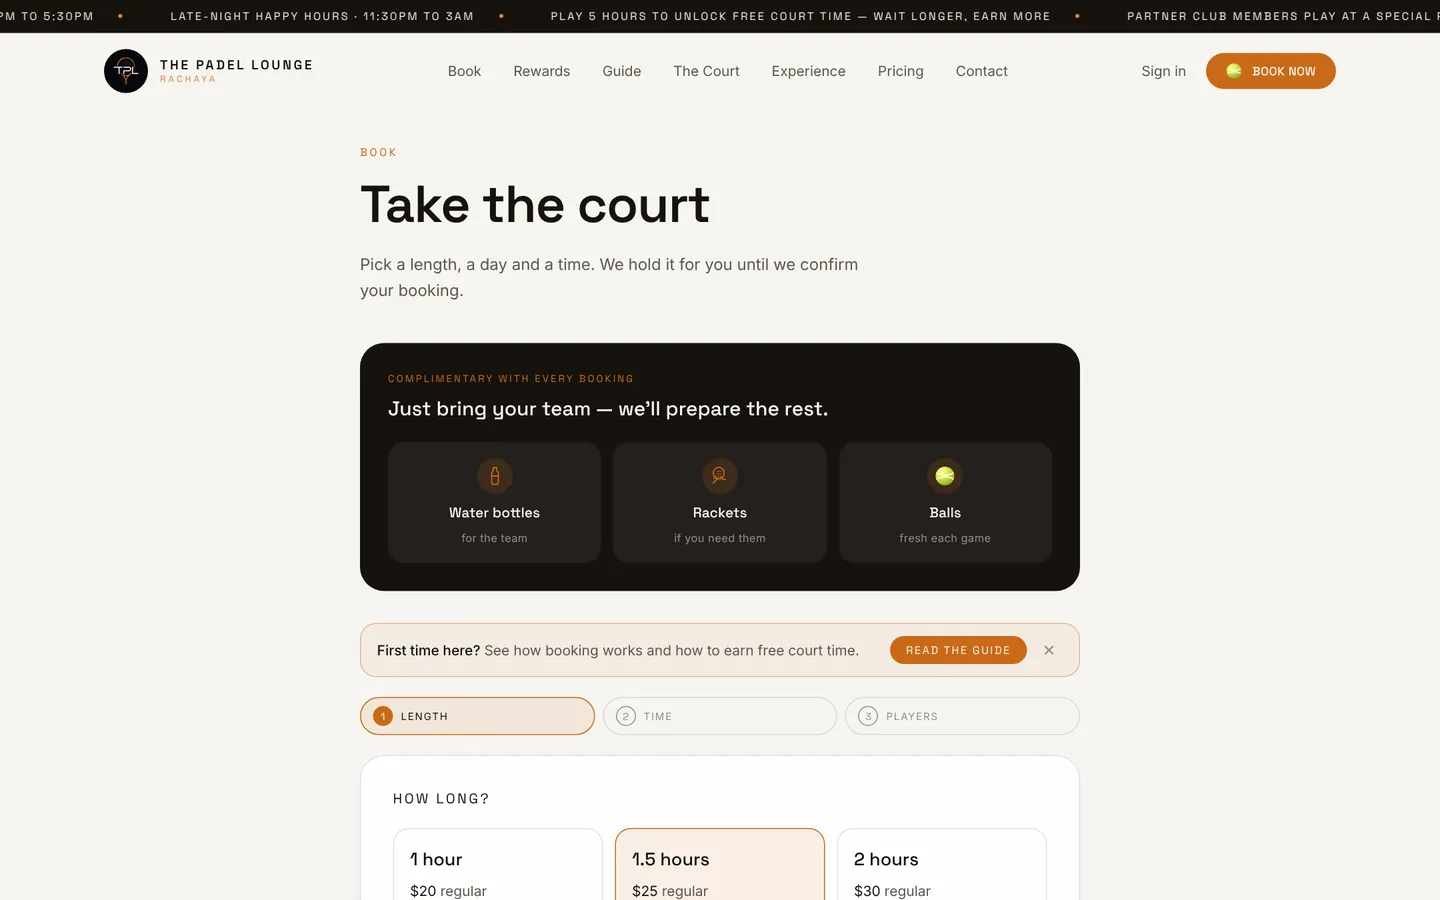 PM TO 5:30PM • LATE-NIGHT HAPPY HOURS · 11:30PM TO 3AM • PLAY 5 HOURS TO UNLOCK FREE COURT TIME — WAIT LONGER, EARN MORE • PARTNER CLUB MEMBERS PLAY AT A SPECIAL
TPL
THE PADEL LOUNGE
RACHAYA
Book Rewards Guide The Court Experience Pricing Contact Sign in BOOK NOW
BOOK
Take the court
Pick a length, a day and a time. We hold it for you until we confirm
your booking.
COMPLIMENTARY WITH EVERY BOOKING
Just bring your team — we’ll prepare the rest.
Water bottles Rackets Balls
for the team if you need them fresh each game
First time here? See how booking works and how to earn free court time. READ THE GUIDE ✕
1 LENGTH 2 TIME 3 PLAYERS
HOW LONG?
1 hour 1.5 hours 2 hours
$20 regular $25 regular $30 regular